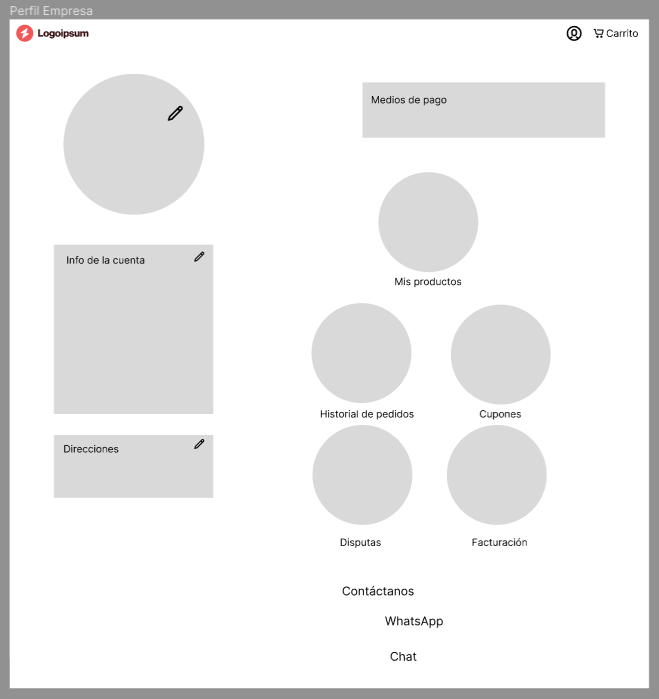 Perfil Empresa
Logoipsum
Carrito
Medios de pago
Mis productos
Info de la cuenta
Historial de pedidos
Cupones
Direcciones
Disputas
Facturación
Contáctanos
WhatsApp
Chat